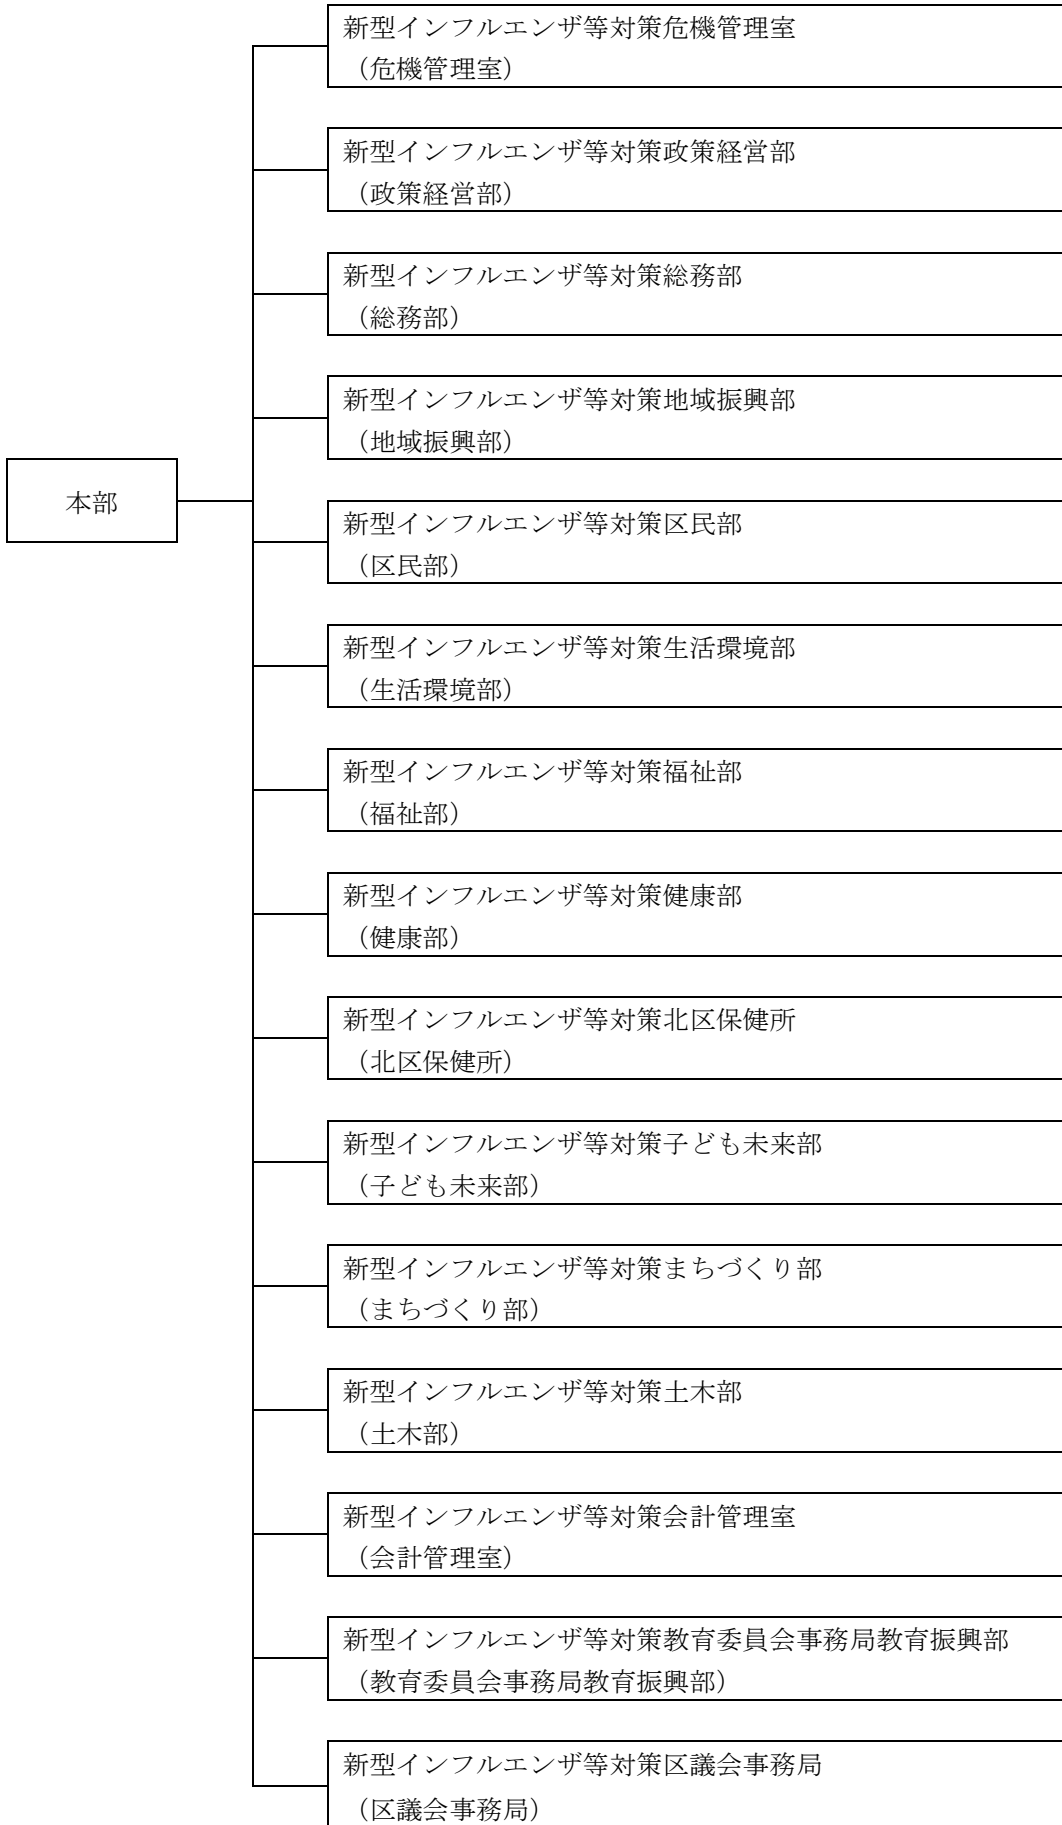 新型インフルエンザ等対策危機管理室
（危機管理室）
新型インフルエンザ等対策政策経営部
（政策経営部）
新型インフルエンザ等対策総務部
（総務部）
新型インフルエンザ等対策地域振興部
（地域振興部）
本部
新型インフルエンザ等対策区民部
（区民部）
新型インフルエンザ等対策生活環境部
（生活環境部）
新型インフルエンザ等対策福祉部
（福祉部）
新型インフルエンザ等対策健康部
（健康部）
新型インフルエンザ等対策北区保健所
（北区保健所）
新型インフルエンザ等対策子ども未来部
（子ども未来部）
新型インフルエンザ等対策まちづくり部
（まちづくり部）
新型インフルエンザ等対策土木部
（土木部）
新型インフルエンザ等対策会計管理室
（会計管理室）
新型インフルエンザ等対策教育委員会事務局教育振興部
（教育委員会事務局教育振興部）
新型インフルエンザ等対策区議会事務局
（区議会事務局）